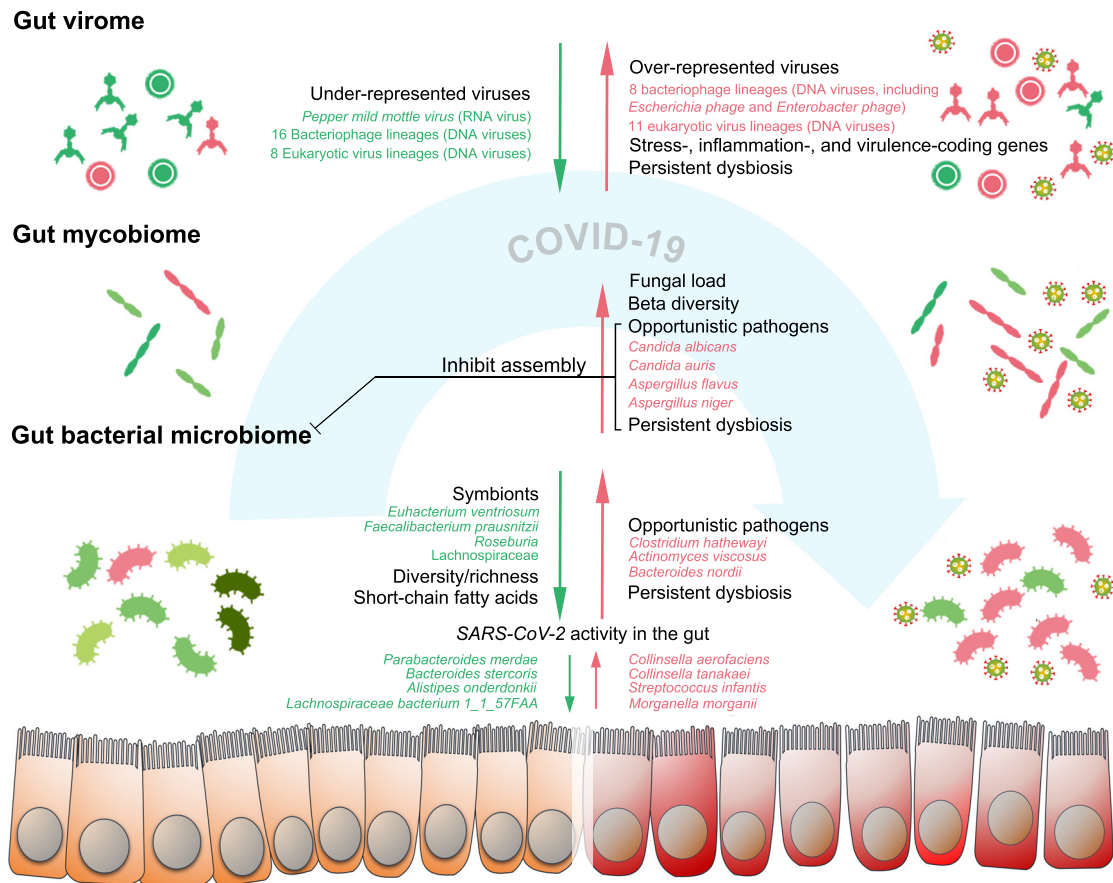 Gut virome
Under-represented viruses
Pepper mild mottle virus (RNA virus)
16 Bacteriophage lineages (DNA viruses)
8 Eukaryotic virus lineages (DNA viruses)
Over-represented viruses
8 bacteriophage lineages (DNA viruses, including
Escherichia phage and Enterobacter phage)
11 eukaryotic virus lineages (DNA viruses)
Stress-, inflammation-, and virulence-coding genes
Persistent dysbiosis
COVID-19
Gut mycobiome
Fungal load
Beta diversity
Opportunistic pathogens
Candida albicans
Candida auris
Aspergillus flavus
Aspergillus niger
Persistent dysbiosis
Inhibit assembly
Gut bacterial microbiome
Symbionts
Euhacterium ventriosum
Faecalibacterium prausnitzii
Roseburia
Lachnospiraceae
Diversity/richness
Short-chain fatty acids
Opportunistic pathogens
Clostridium hathewayi
Actinomyces viscosus
Bacteroides nordii
Persistent dysbiosis
SARS-CoV-2 activity in the gut
Parabacteroides merdae
Bacteroides stercoris
Alistipes onderdonkii
Lachnospiraceae bacterium 1_1_57FAA
Collinsella aerofaciens
Collinsella tanakaei
Streptococcus infantis
Morganella morganii